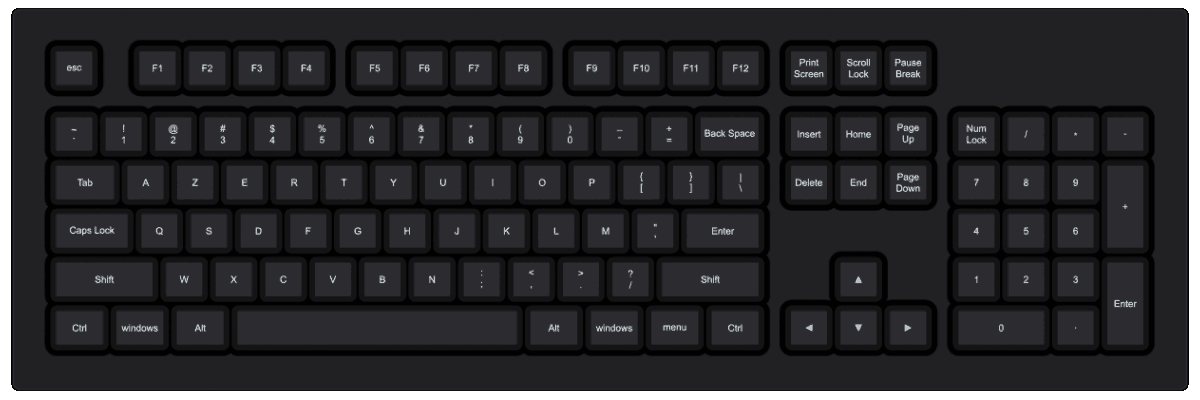 esc F1 F2 F3 F4 F5 F6 F7 F8 F9 F10 F11 F12 Print Screen Scroll Lock Pause Break
~ - ! 1 @ 2 # 3 $ 4 % 5 ^ 6 & 7 * 8 ( 9 ) 0 – - + = Back Space Insert Home Page Up Num Lock / * -
Tab A Z E R T Y U I O P { [ } ] | \ Delete End Page Down 7 8 9 +
Caps Lock Q S D F G H J K L M " , Enter 4 5 6
Shift W X C V B N : ; < , > . ? / Shift ▲ 1 2 3 Enter
Ctrl windows Alt Alt windows menu Ctrl ◀ ▼ ▶ 0 .